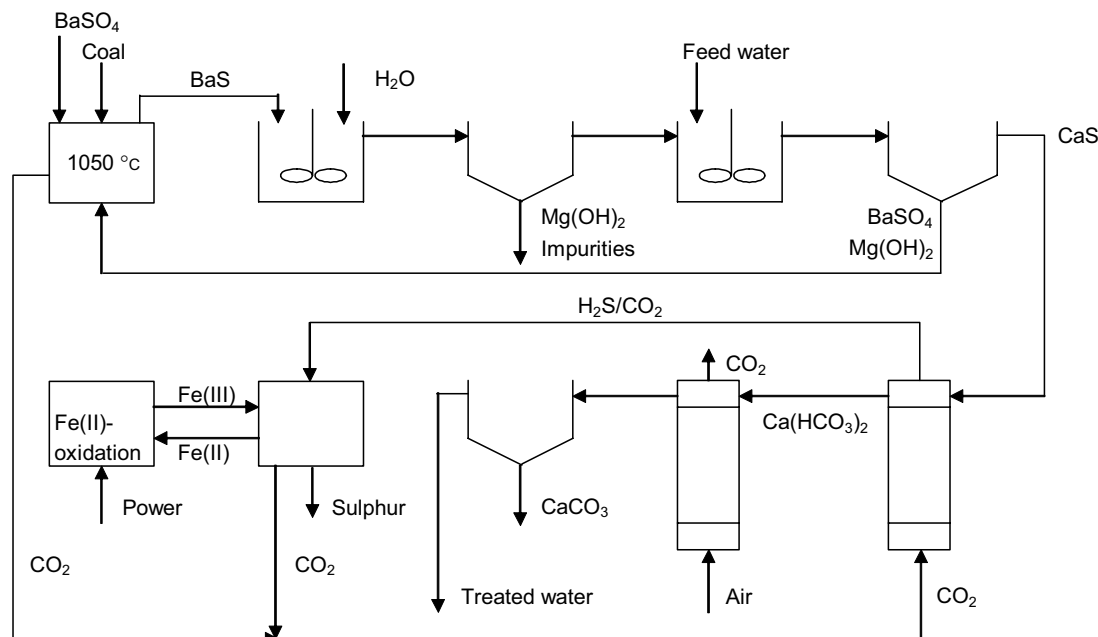 BaSO₄
Coal
BaS
H₂O
Feed water
1050 °C
CaS
Mg(OH)₂
Impurities
BaSO₄
Mg(OH)₂
H₂S/CO₂
CO₂
Fe(III)
Fe(II)-
oxidation
Fe(II)
Ca(HCO₃)₂
Power
Sulphur
CaCO₃
CO₂
CO₂
Treated water
Air
CO₂